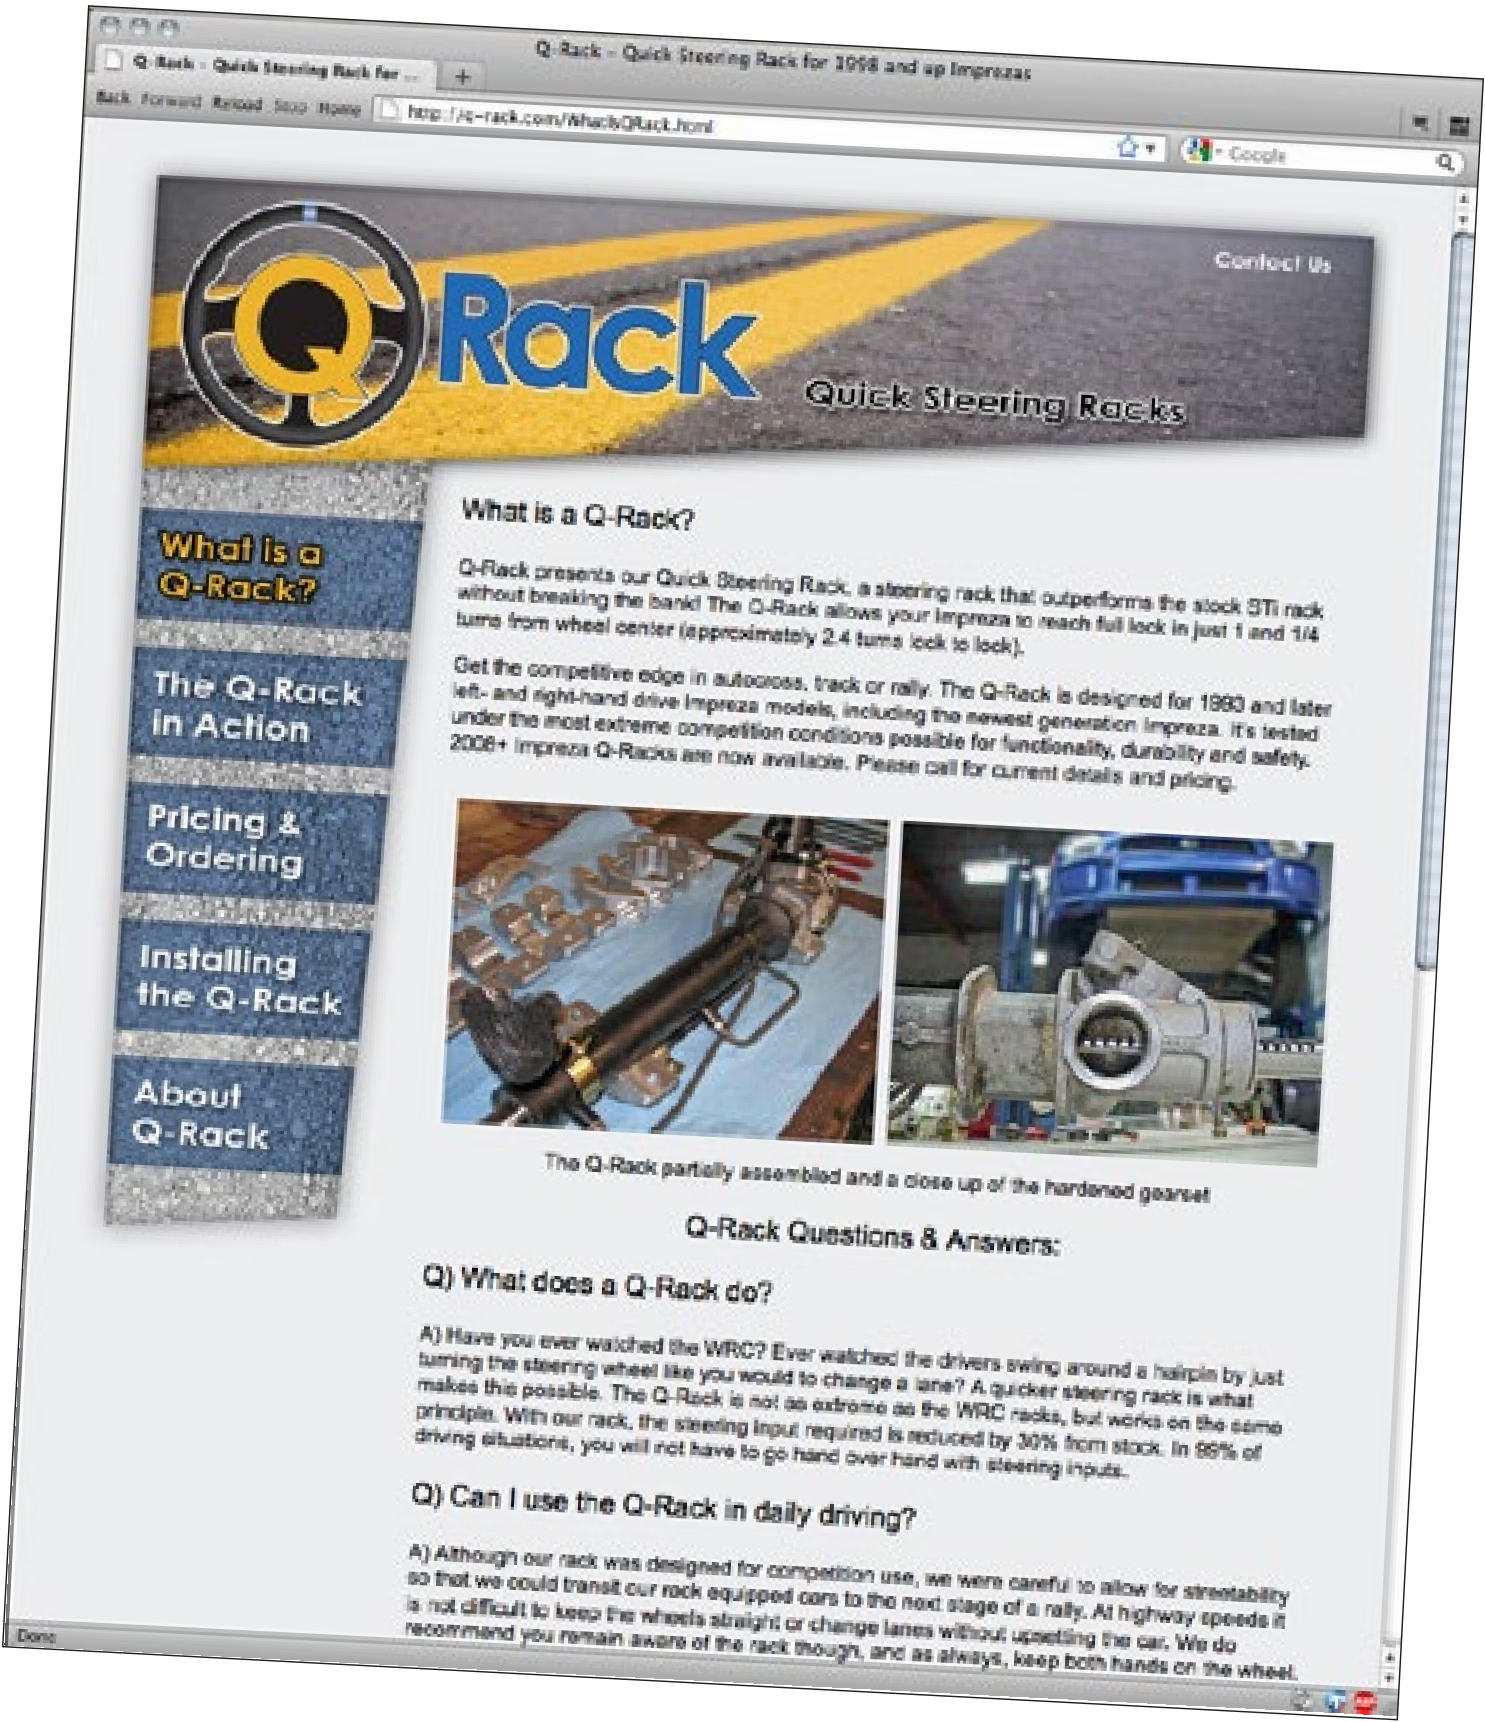 Q-Rack - Quick Steering Rack for 1998 and up Imprezas
Q-Rack - Quick Steering Rack for ...
Back Forward Reload Stop Home
http://q-rack.com/WhatIsQRack.html
Google
Contact Us
Q Rack
Quick Steering Racks
What is a
Q-Rack?
The Q-Rack
in Action
Pricing &
Ordering
Installing
the Q-Rack
About
Q-Rack
What is a Q-Rack?
Q-Rack presents our Quick Steering Rack, a steering rack that outperforms the stock STi rack
without breaking the bank! The Q-Rack allows your Impreza to reach full lock in just 1 and 1/4
turns from wheel center (approximately 2.4 turns lock to lock).
Get the competitive edge in autocross, track or rally. The Q-Rack is designed for 1993 and later
left- and right-hand drive Impreza models, including the newest generation Impreza. It's tested
under the most extreme competition conditions possible for functionality, durability and safety.
2008+ Impreza Q-Racks are now available. Please call for current details and pricing.
The Q-Rack partially assembled and a close up of the hardened gearset
Q-Rack Questions & Answers:
Q) What does a Q-Rack do?
A) Have you ever watched the WRC? Ever watched the drivers swing around a hairpin by just
turning the steering wheel like you would to change a lane? A quicker steering rack is what
makes this possible. The Q-Rack is not as extreme as the WRC racks, but works on the same
principle. With our rack, the steering input required is reduced by 30% from stock. In 99% of
driving situations, you will not have to go hand over hand with steering inputs.
Q) Can I use the Q-Rack in daily driving?
A) Although our rack was designed for competition use, we were careful to allow for streetability
so that we could transit our rack equipped cars to the next stage of a rally. At highway speeds it
is not difficult to keep the wheels straight or change lanes without upsetting the car. We do
recommend you remain aware of the rack though, and as always, keep both hands on the wheel.
Done